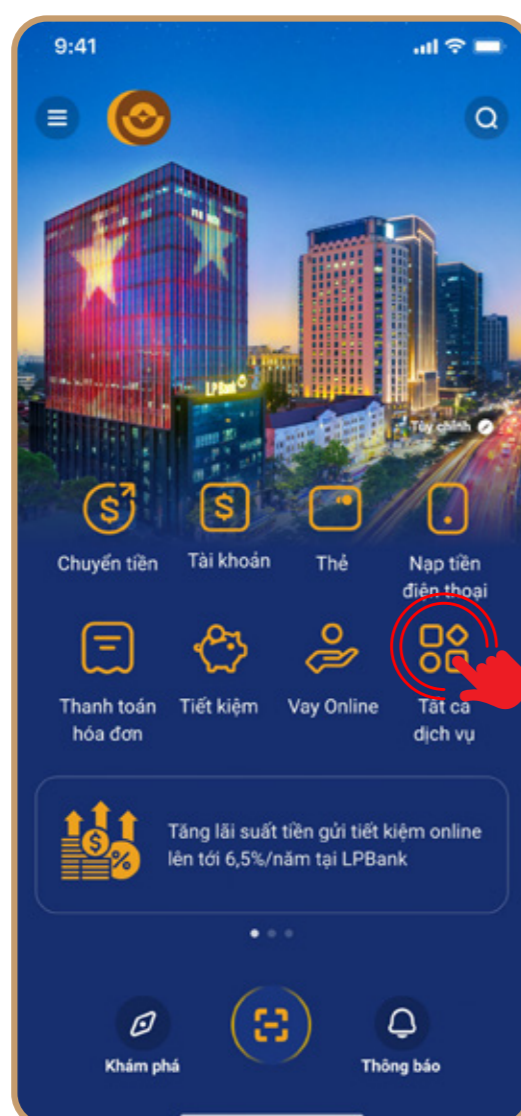 9:41
LPBank
Tùy chỉnh
Chuyển tiền
Tài khoản
Thẻ
Nạp tiền
điện thoại
Thanh toán
hóa đơn
Tiết kiệm
Vay Online
Tất cả
dịch vụ
Tăng lãi suất tiền gửi tiết kiệm online
lên tới 6,5%/năm tại LPBank
Khám phá
Thông báo